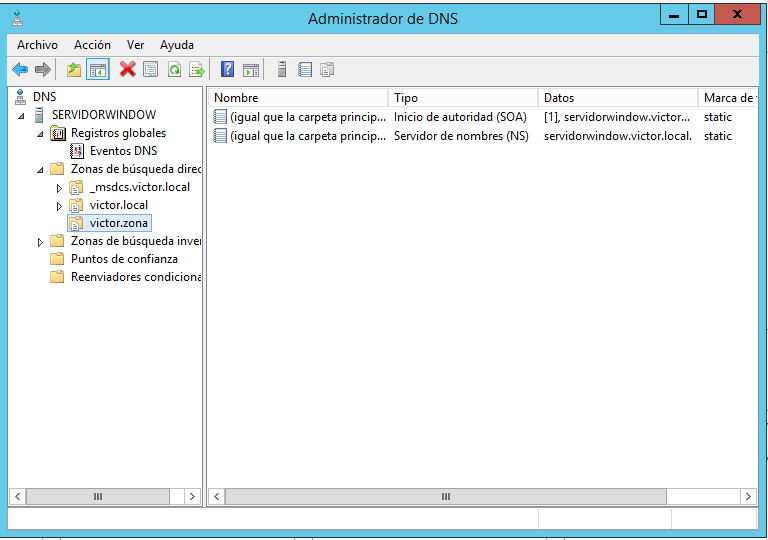 Administrador de DNS
Archivo Acción Ver Ayuda
DNS
SERVIDORWINDOW
Registros globales
Eventos DNS
Zonas de búsqueda direc
_msdcs.victor.local
victor.local
victor.zona
Zonas de búsqueda inver
Puntos de confianza
Reenviadores condiciona
Nombre Tipo Datos Marca de
(igual que la carpeta princip... Inicio de autoridad (SOA) [1], servidorwindow.victor... static
(igual que la carpeta princip... Servidor de nombres (NS) servidorwindow.victor.local. static